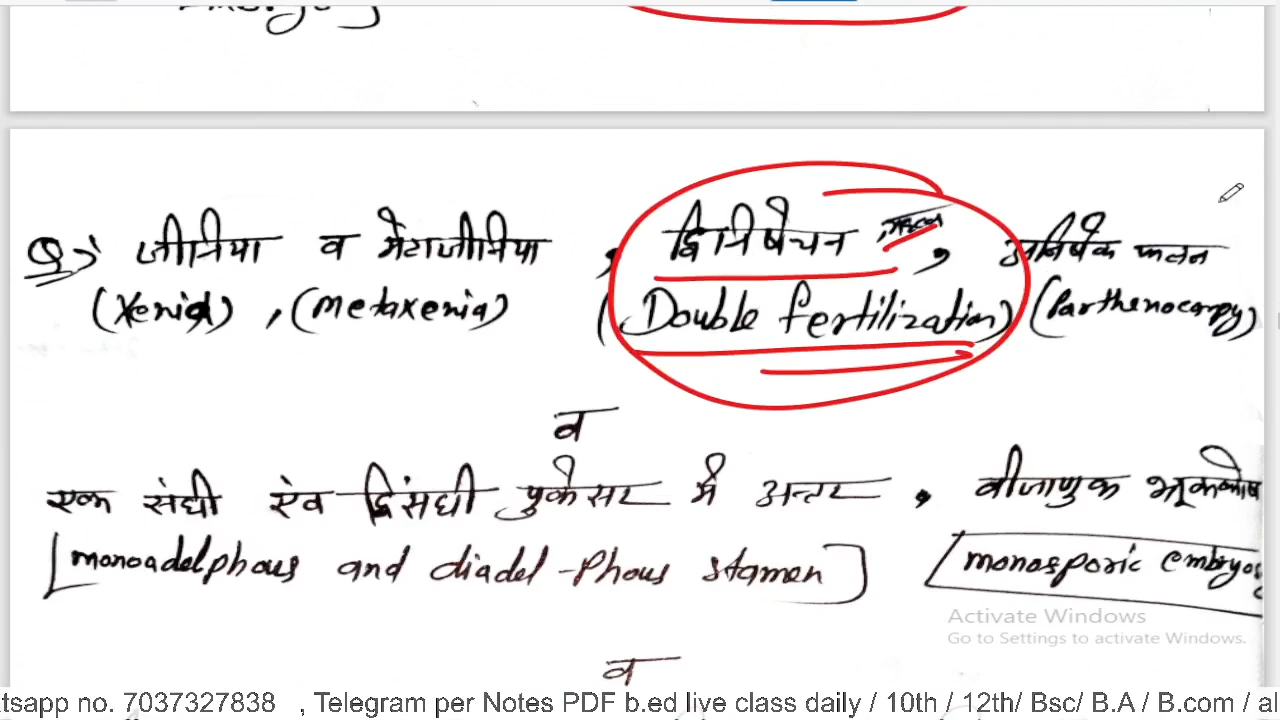 Q जीनिया व मेटाजीनिया , द्विनिषेचन , अनिषेक फलन
(Xenia) , (Metaxenia) (Double fertilization) (Parthenocarpy)
व
एक संघी ऐंव द्विसंघी पुंकेसर में अन्तर , बीजाणुक भ्रूणकोष
[monoadelphous and diadel-phous stamen] [monosporic embryos
Activate Windows
Go to Settings to activate Windows.
व
tsapp no. 7037327838 , Telegram per Notes PDF b.ed live class daily / 10th / 12th/ Bsc/ B.A / B.com / al